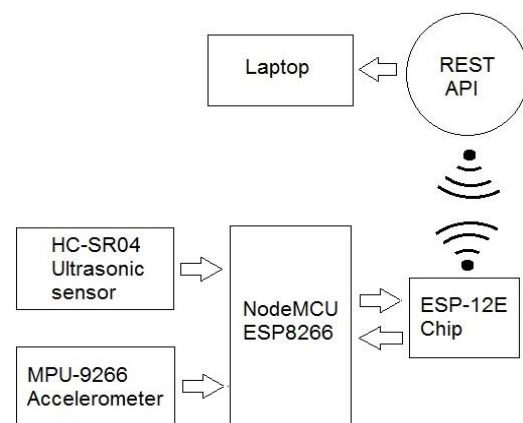 Laptop
REST
API
HC-SR04
Ultrasonic
sensor
NodeMCU
ESP8266
ESP-12E
Chip
MPU-9266
Accelerometer